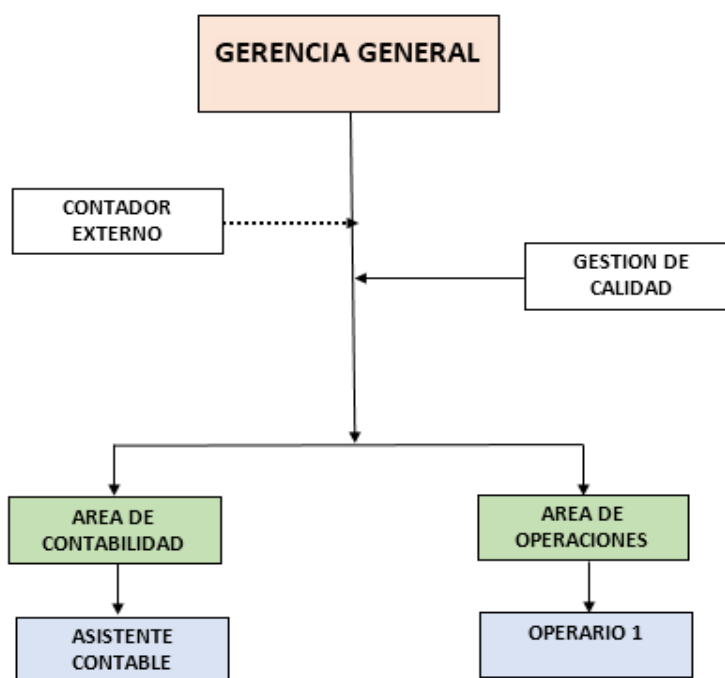 GERENCIA GENERAL
CONTADOR
EXTERNO
GESTION DE
CALIDAD
AREA DE
CONTABILIDAD
AREA DE
OPERACIONES
ASISTENTE
CONTABLE
OPERARIO 1